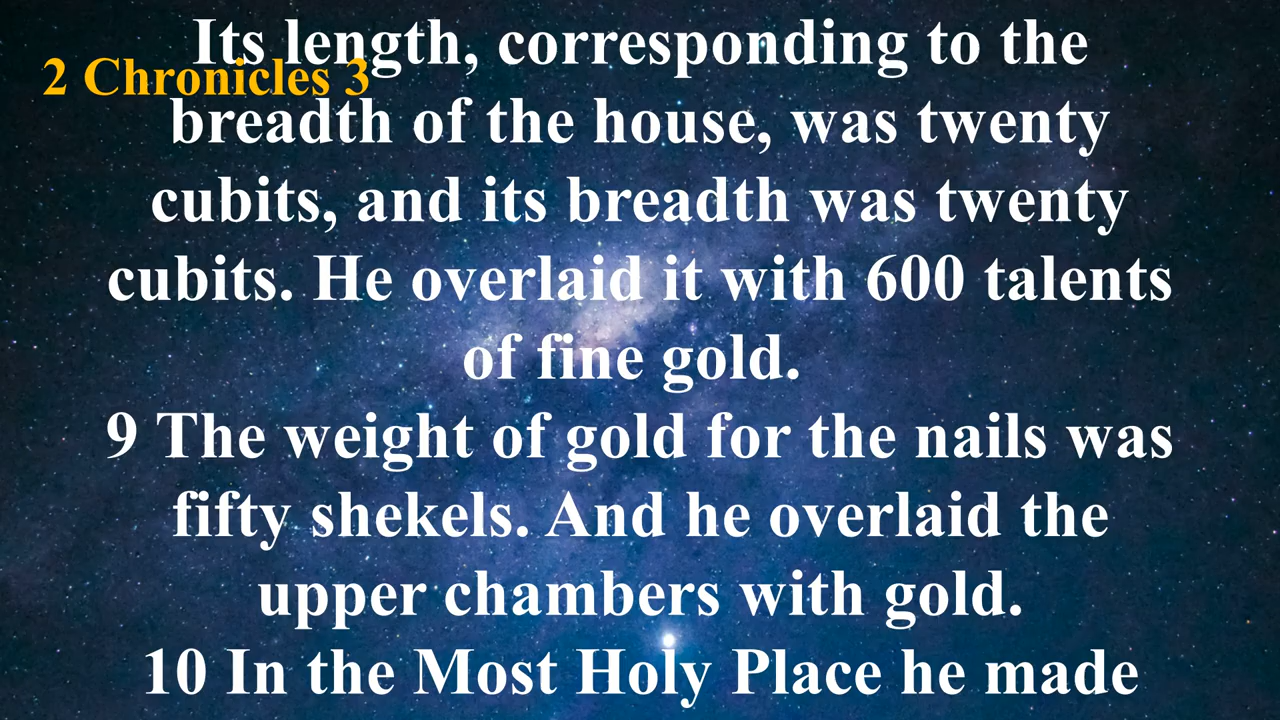 Its length, corresponding to the
2 Chronicles 3
breadth of the house, was twenty
cubits, and its breadth was twenty
cubits. He overlaid it with 600 talents
of fine gold.
9 The weight of gold for the nails was
fifty shekels. And he overlaid the
upper chambers with gold.
10 In the Most Holy Place he made